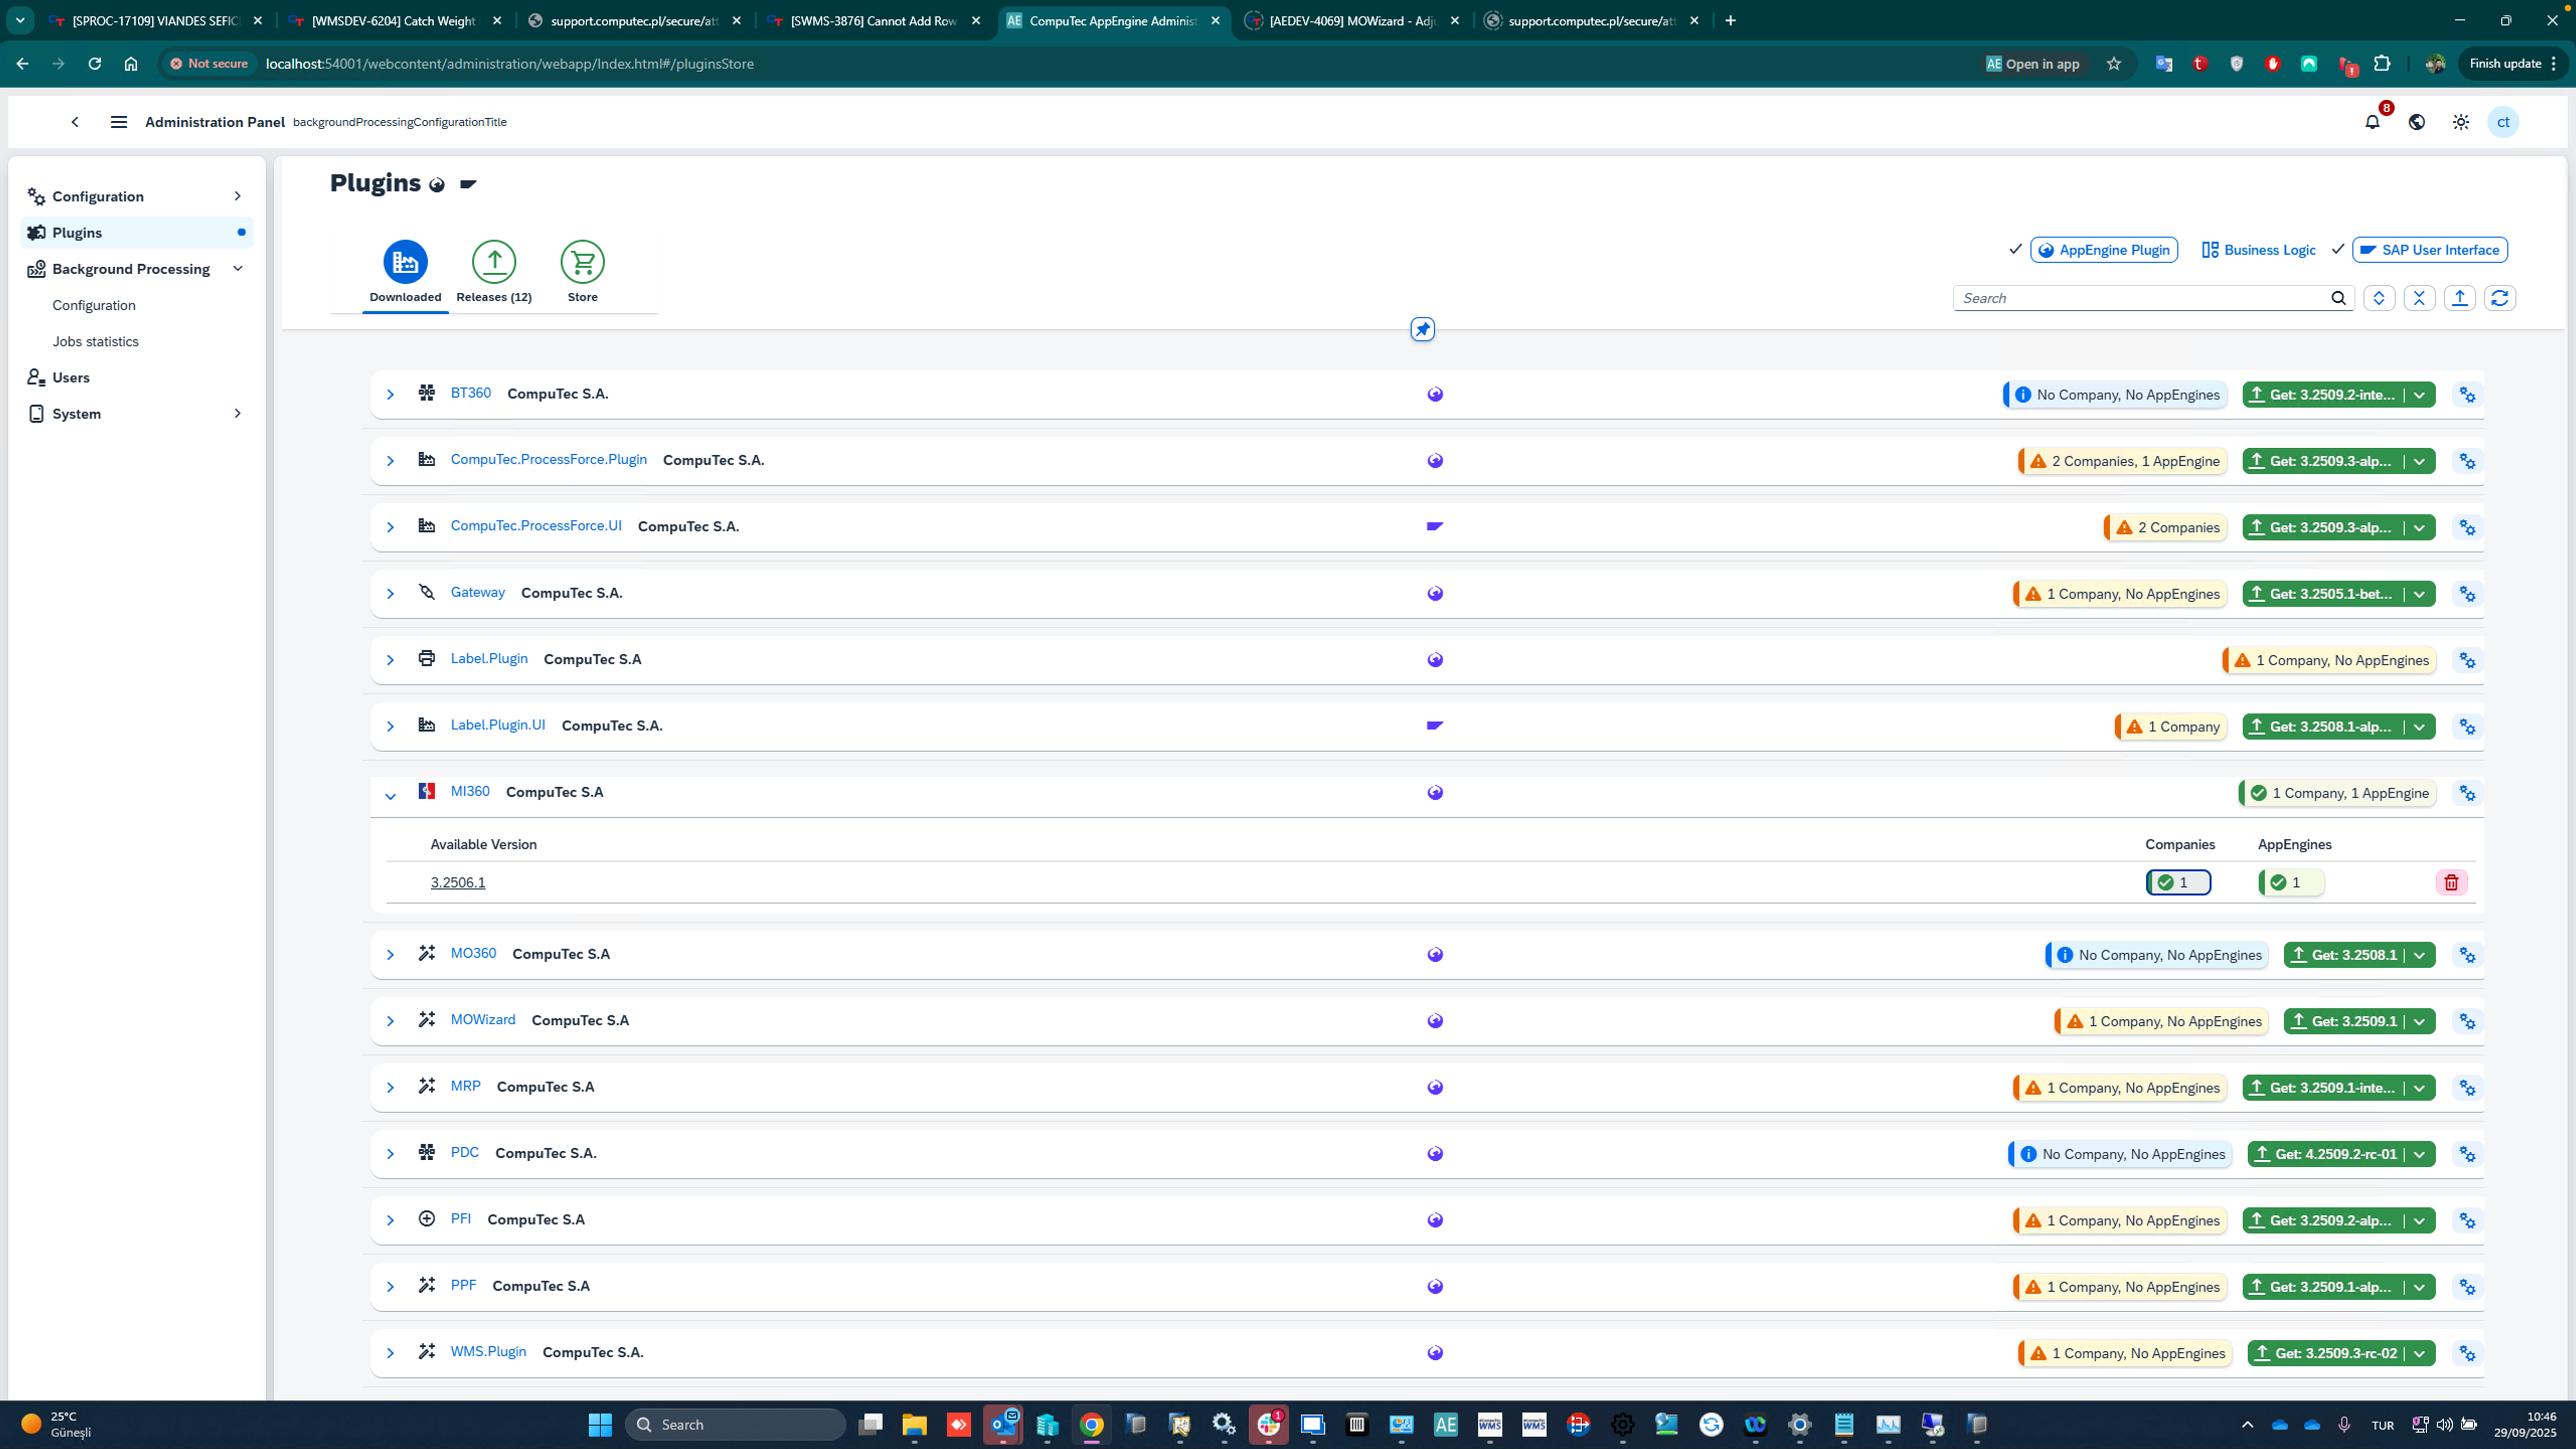 [SPROC-17109] VIANDES SEFIC
[WMSDEV-6204] Catch Weight
support.computec.pl/secure/att
[SWMS-3876] Cannot Add Row
AE CompuTec AppEngine Administ
[AEDEV-4069] MOWizard - Adj
support.computec.pl/secure/att
Not secure localhost:54001/webcontent/administration/webapp/Index.html#/pluginsStore
AE Open in app
Finish update
Administration Panel backgroundProcessingConfigurationTitle
8
ct
Configuration
Plugins
Background Processing
Configuration
Jobs statistics
Users
System
Plugins
Downloaded
Releases (12)
Store
AppEngine Plugin
Business Logic
SAP User Interface
Search
BT360 CompuTec S.A. No Company, No AppEngines Get: 3.2509.2-inte...
CompuTec.ProcessForce.Plugin CompuTec S.A. 2 Companies, 1 AppEngine Get: 3.2509.3-alp...
CompuTec.ProcessForce.UI CompuTec S.A. 2 Companies Get: 3.2509.3-alp...
Gateway CompuTec S.A. 1 Company, No AppEngines Get: 3.2505.1-bet...
Label.Plugin CompuTec S.A 1 Company, No AppEngines
Label.Plugin.UI CompuTec S.A. 1 Company Get: 3.2508.1-alp...
MI360 CompuTec S.A 1 Company, 1 AppEngine
Available Version Companies AppEngines
3.2506.1 1 1
MO360 CompuTec S.A No Company, No AppEngines Get: 3.2508.1
MOWizard CompuTec S.A 1 Company, No AppEngines Get: 3.2509.1
MRP CompuTec S.A 1 Company, No AppEngines Get: 3.2509.1-inte...
PDC CompuTec S.A. No Company, No AppEngines Get: 4.2509.2-rc-01
PFI CompuTec S.A 1 Company, No AppEngines Get: 3.2509.2-alp...
PPF CompuTec S.A 1 Company, No AppEngines Get: 3.2509.1-alp...
WMS.Plugin CompuTec S.A. 1 Company, No AppEngines Get: 3.2509.3-rc-02
25°C
Güneşli
Search
1
AE
WMS
WMS
TUR
10:46
29/09/2025